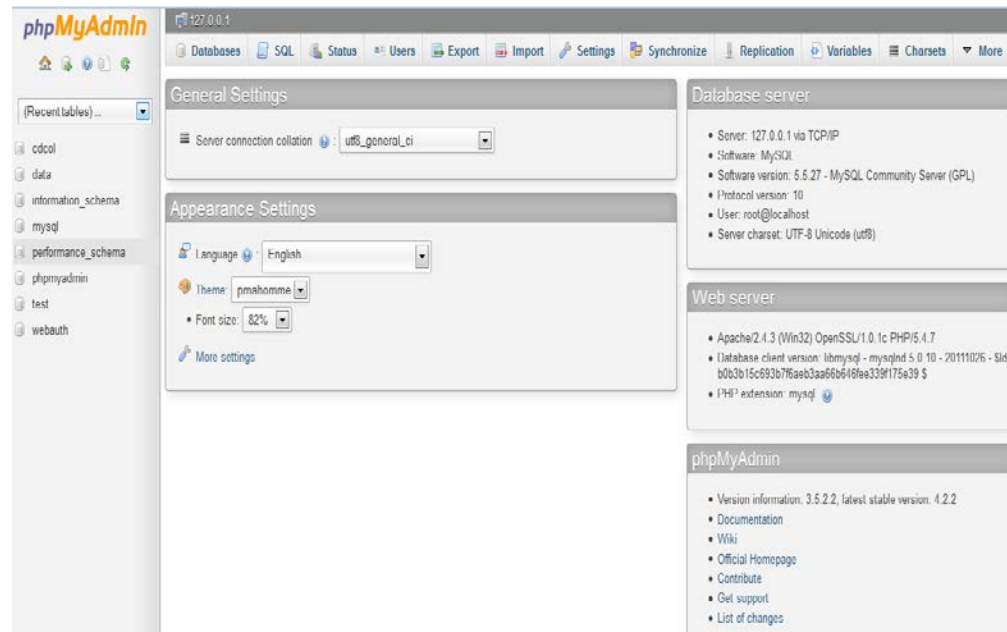 phpMyAdmin
(Recent tables) ...
cdcol
data
information_schema
mysql
performance_schema
phpmyadmin
test
webauth
127.0.0.1
Databases SQL Status Users Export Import Settings Synchronize Replication Variables Charsets More
General Settings
Server connection collation : utf8_general_ci
Appearance Settings
Language : English
Theme: pmahomme
• Font size: 82%
More settings
Database server
• Server: 127.0.0.1 via TCP/IP
• Software: MySQL
• Software version: 5.5.27 - MySQL Community Server (GPL)
• Protocol version: 10
• User: root@localhost
• Server charset: UTF-8 Unicode (utf8)
Web server
• Apache/2.4.3 (Win32) OpenSSL/1.0.1c PHP/5.4.7
• Database client version: libmysql - mysqlnd 5.0.10 - 20111026 - $Id
b0b3b15c693b7f6aeb3aa66b646fee339f175e39 $
• PHP extension: mysql
phpMyAdmin
• Version information: 3.5.2.2, latest stable version: 4.2.2
• Documentation
• Wiki
• Official Homepage
• Contribute
• Get support
• List of changes